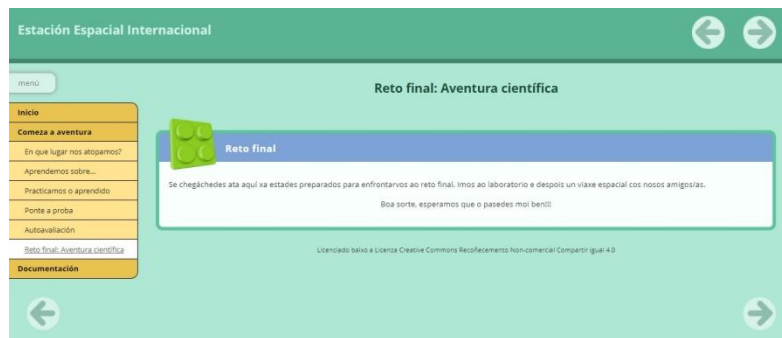 Estación Espacial Internacional
menú
Reto final: Aventura científica
Inicio
Comeza a aventura
En que lugar nos atopamos?
Aprendemos sobre...
Practicamos o aprendido
Ponte a proba
Autoavaliación
Reto final: Aventura científica
Documentación
Reto final
Se chegáchedes ata aquí xa estades preparados para enfrontarvos ao reto final. Imos ao laboratorio e despois un viaxe espacial cos nosos amigos/as.
Boa sorte, esperamos que o pasedes moi ben!!!
Licenciado baixo a Licenza Creative Commons Recoñecemento Non-comercial Compartir igual 4.0